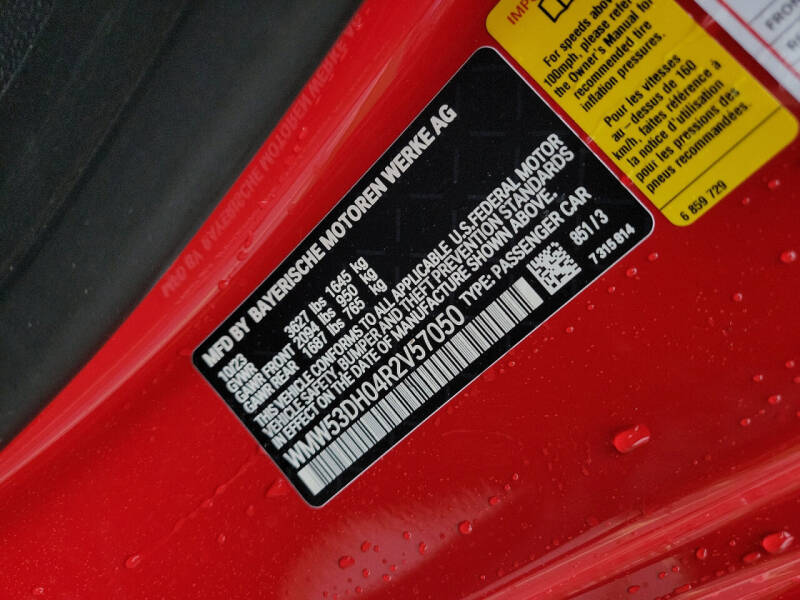 MFD BY BAYERISCHE MOTOREN WERKE AG
10/23
GVWR 3627 lbs 1645 kg
GAWR FRONT 2094 lbs 950 kg
GAWR REAR 1687 lbs 765 kg
THIS VEHICLE CONFORMS TO ALL APPLICABLE U.S.FEDERAL MOTOR
VEHICLE SAFETY, BUMPER AND THEFT PREVENTION STANDARDS
IN EFFECT ON THE DATE OF MANUFACTURE SHOWN ABOVE.
WMW53DH04R2V57050 TYPE: PASSENGER CAR
851/3
7315814
For speeds above
100mph, please refer
the Owner's Manual for
recommended tire
inflation pressures.
Pour les vitesses
au - dessus de 160
km/h, faites référence à
la notice d'utilisation
pour les pressions des
pneus recommandées.
6 859 729